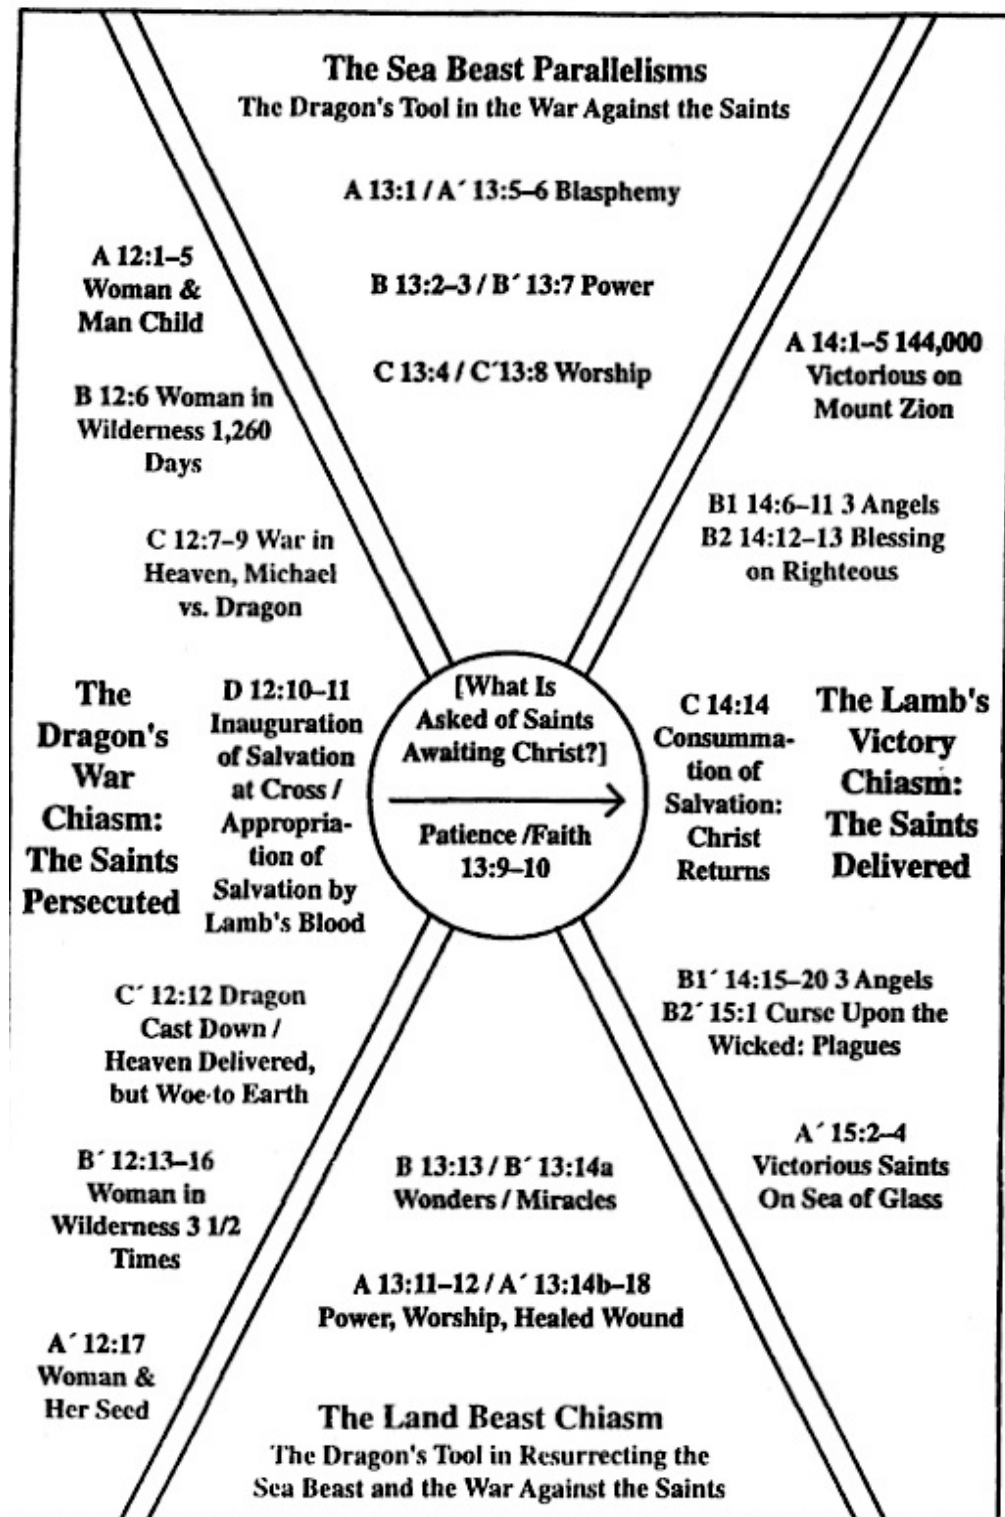 The Sea Beast Parallelisms
The Dragon's Tool in the War Against the Saints
A 13:1 / A´ 13:5–6 Blasphemy
B 13:2–3 / B´ 13:7 Power
C 13:4 / C´13:8 Worship
A 12:1–5
Woman &
Man Child
B 12:6 Woman in
Wilderness 1,260
Days
C 12:7–9 War in
Heaven, Michael
vs. Dragon
The
Dragon's
War
Chiasm:
The Saints
Persecuted
D 12:10–11
Inauguration
of Salvation
at Cross /
Appropria-
tion of
Salvation by
Lamb's Blood
C´ 12:12 Dragon
Cast Down /
Heaven Delivered,
but Woe to Earth
B´ 12:13–16
Woman in
Wilderness 3 1/2
Times
A´ 12:17
Woman &
Her Seed
[What Is
Asked of Saints
Awaiting Christ?]
Patience /Faith
13:9–10
A 14:1–5 144,000
Victorious on
Mount Zion
B1 14:6–11 3 Angels
B2 14:12–13 Blessing
on Righteous
C 14:14
Consumma-
tion of
Salvation:
Christ
Returns
The Lamb's
Victory
Chiasm:
The Saints
Delivered
B1´ 14:15–20 3 Angels
B2´ 15:1 Curse Upon the
Wicked: Plagues
A´ 15:2–4
Victorious Saints
On Sea of Glass
B 13:13 / B´ 13:14a
Wonders / Miracles
A 13:11–12 / A´ 13:14b–18
Power, Worship, Healed Wound
The Land Beast Chiasm
The Dragon's Tool in Resurrecting the
Sea Beast and the War Against the Saints